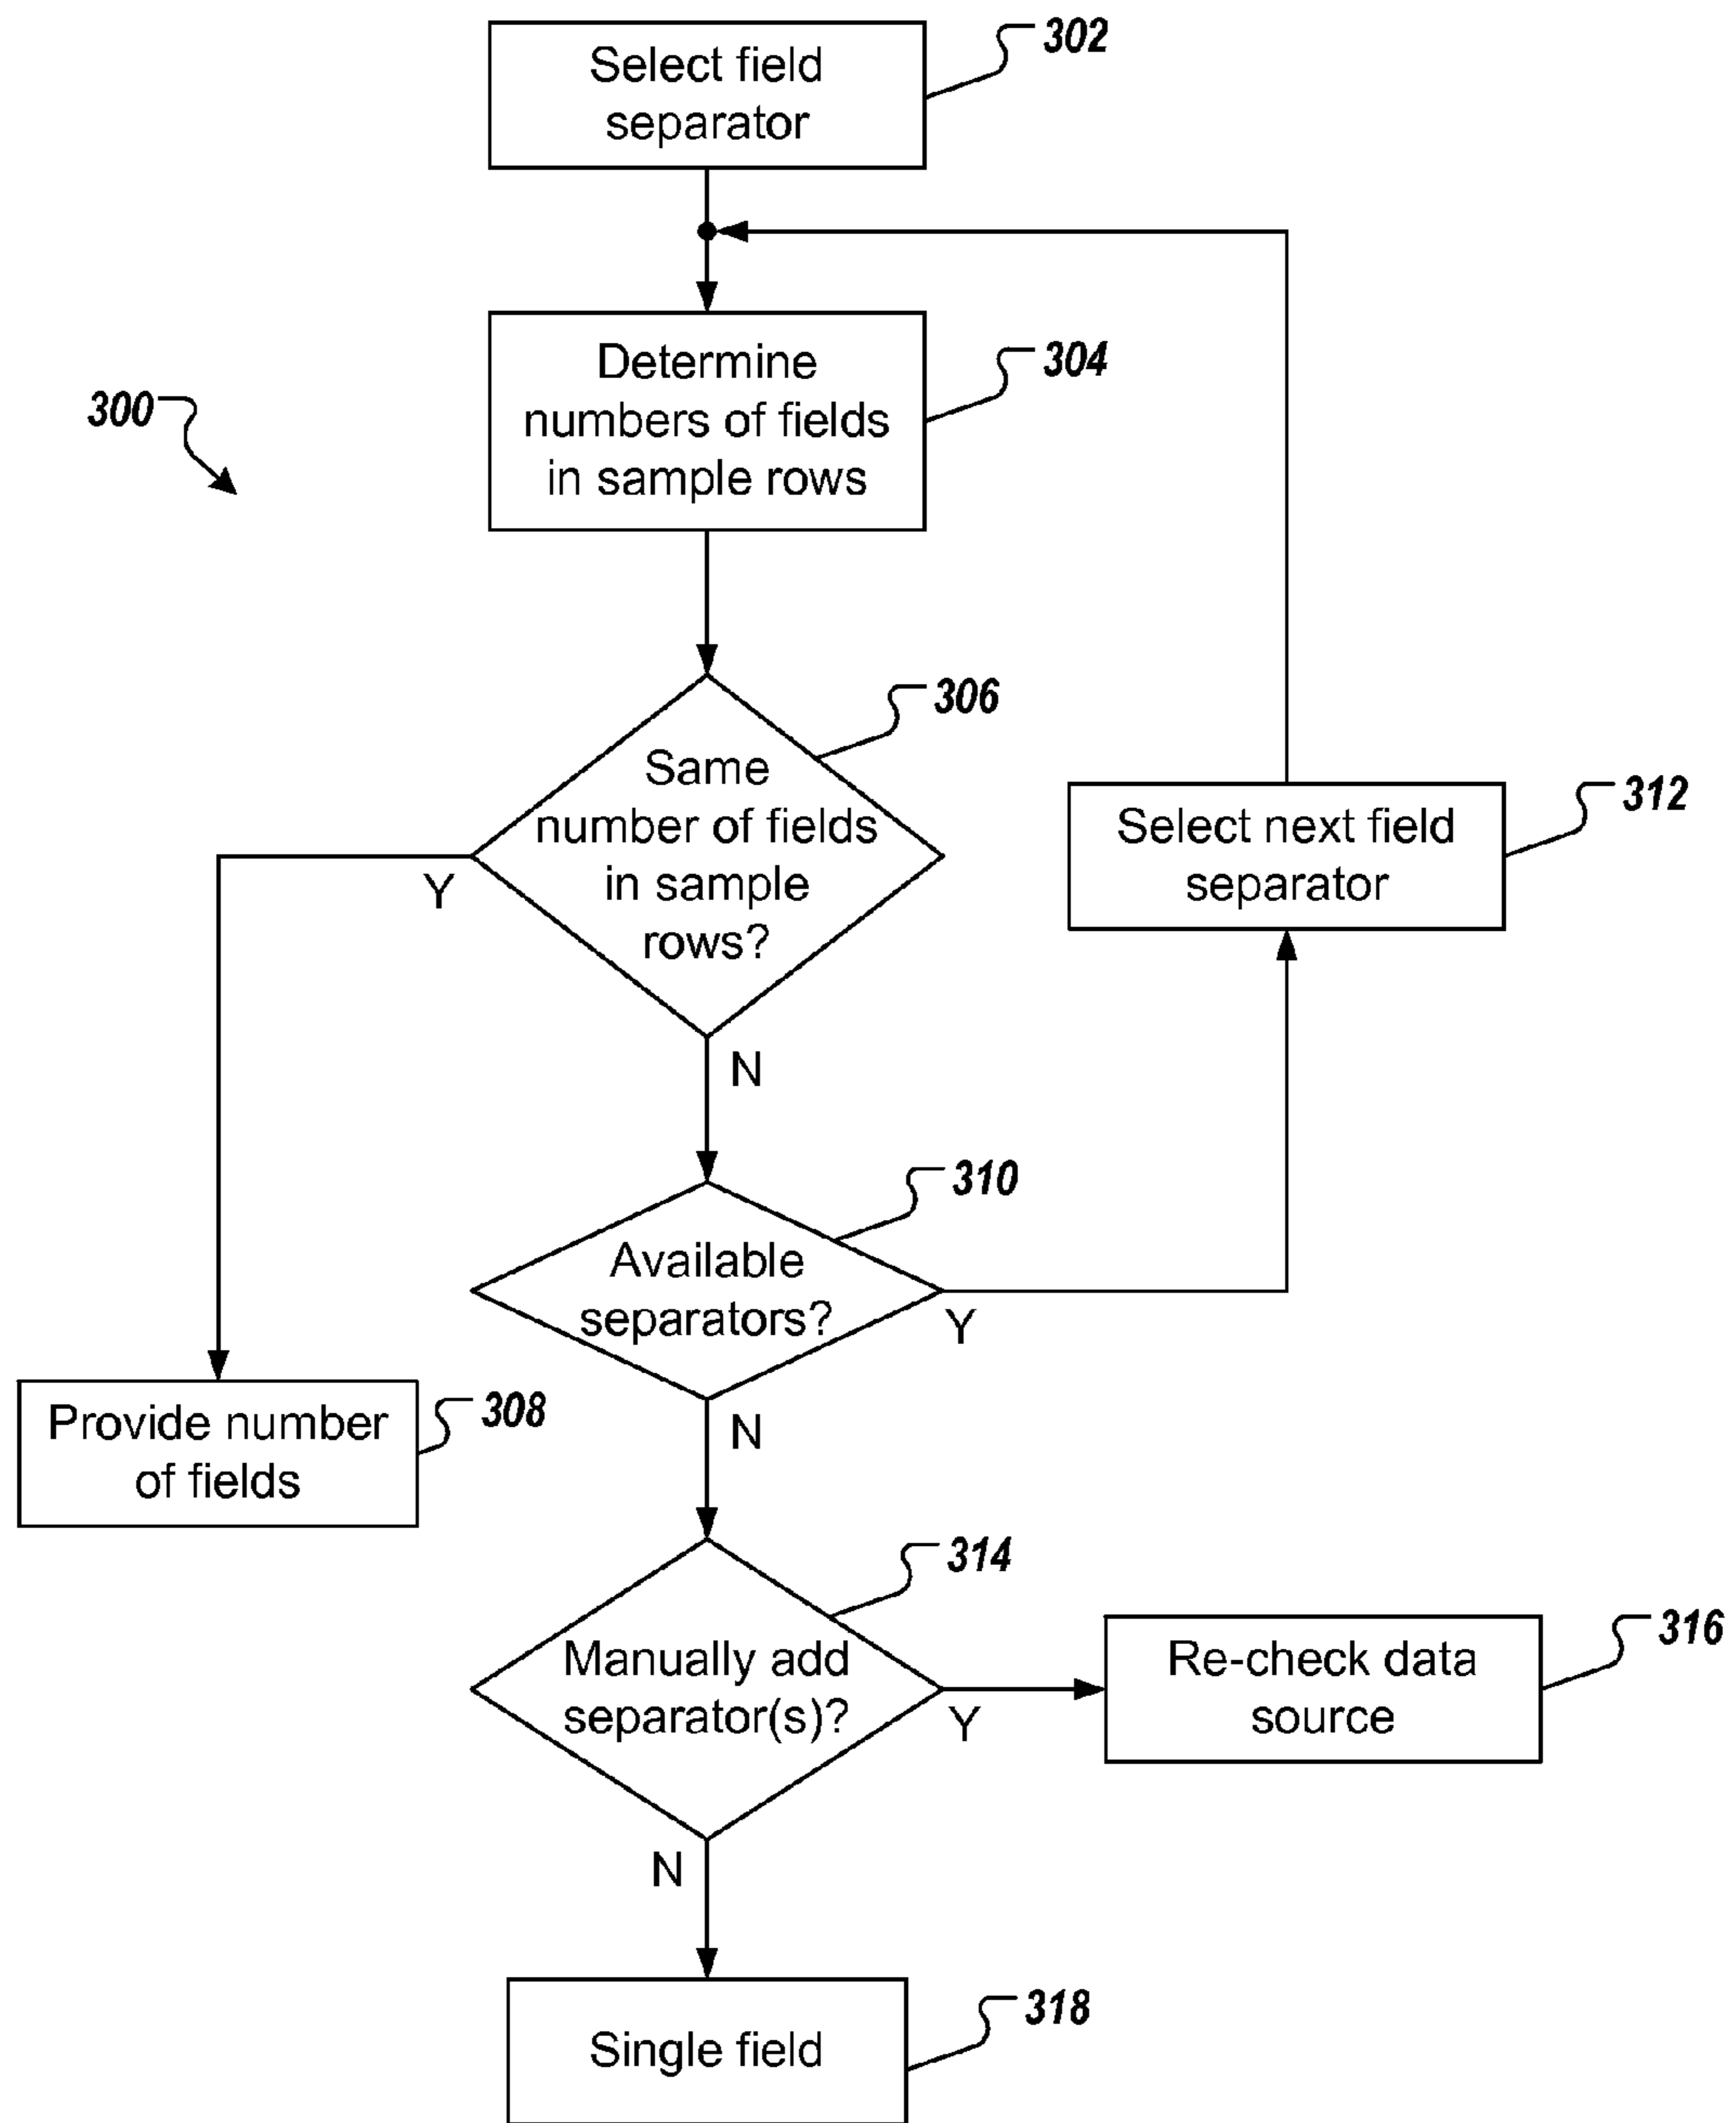 Select field
separator
302
Determine
numbers of fields
in sample rows
304
300
Same
number of fields
in sample
rows?
306
Y
N
Select next field
separator
312
Available
separators?
310
Y
N
Provide number
of fields
308
Manually add
separator(s)?
314
Y
N
Re-check data
source
316
Single field
318